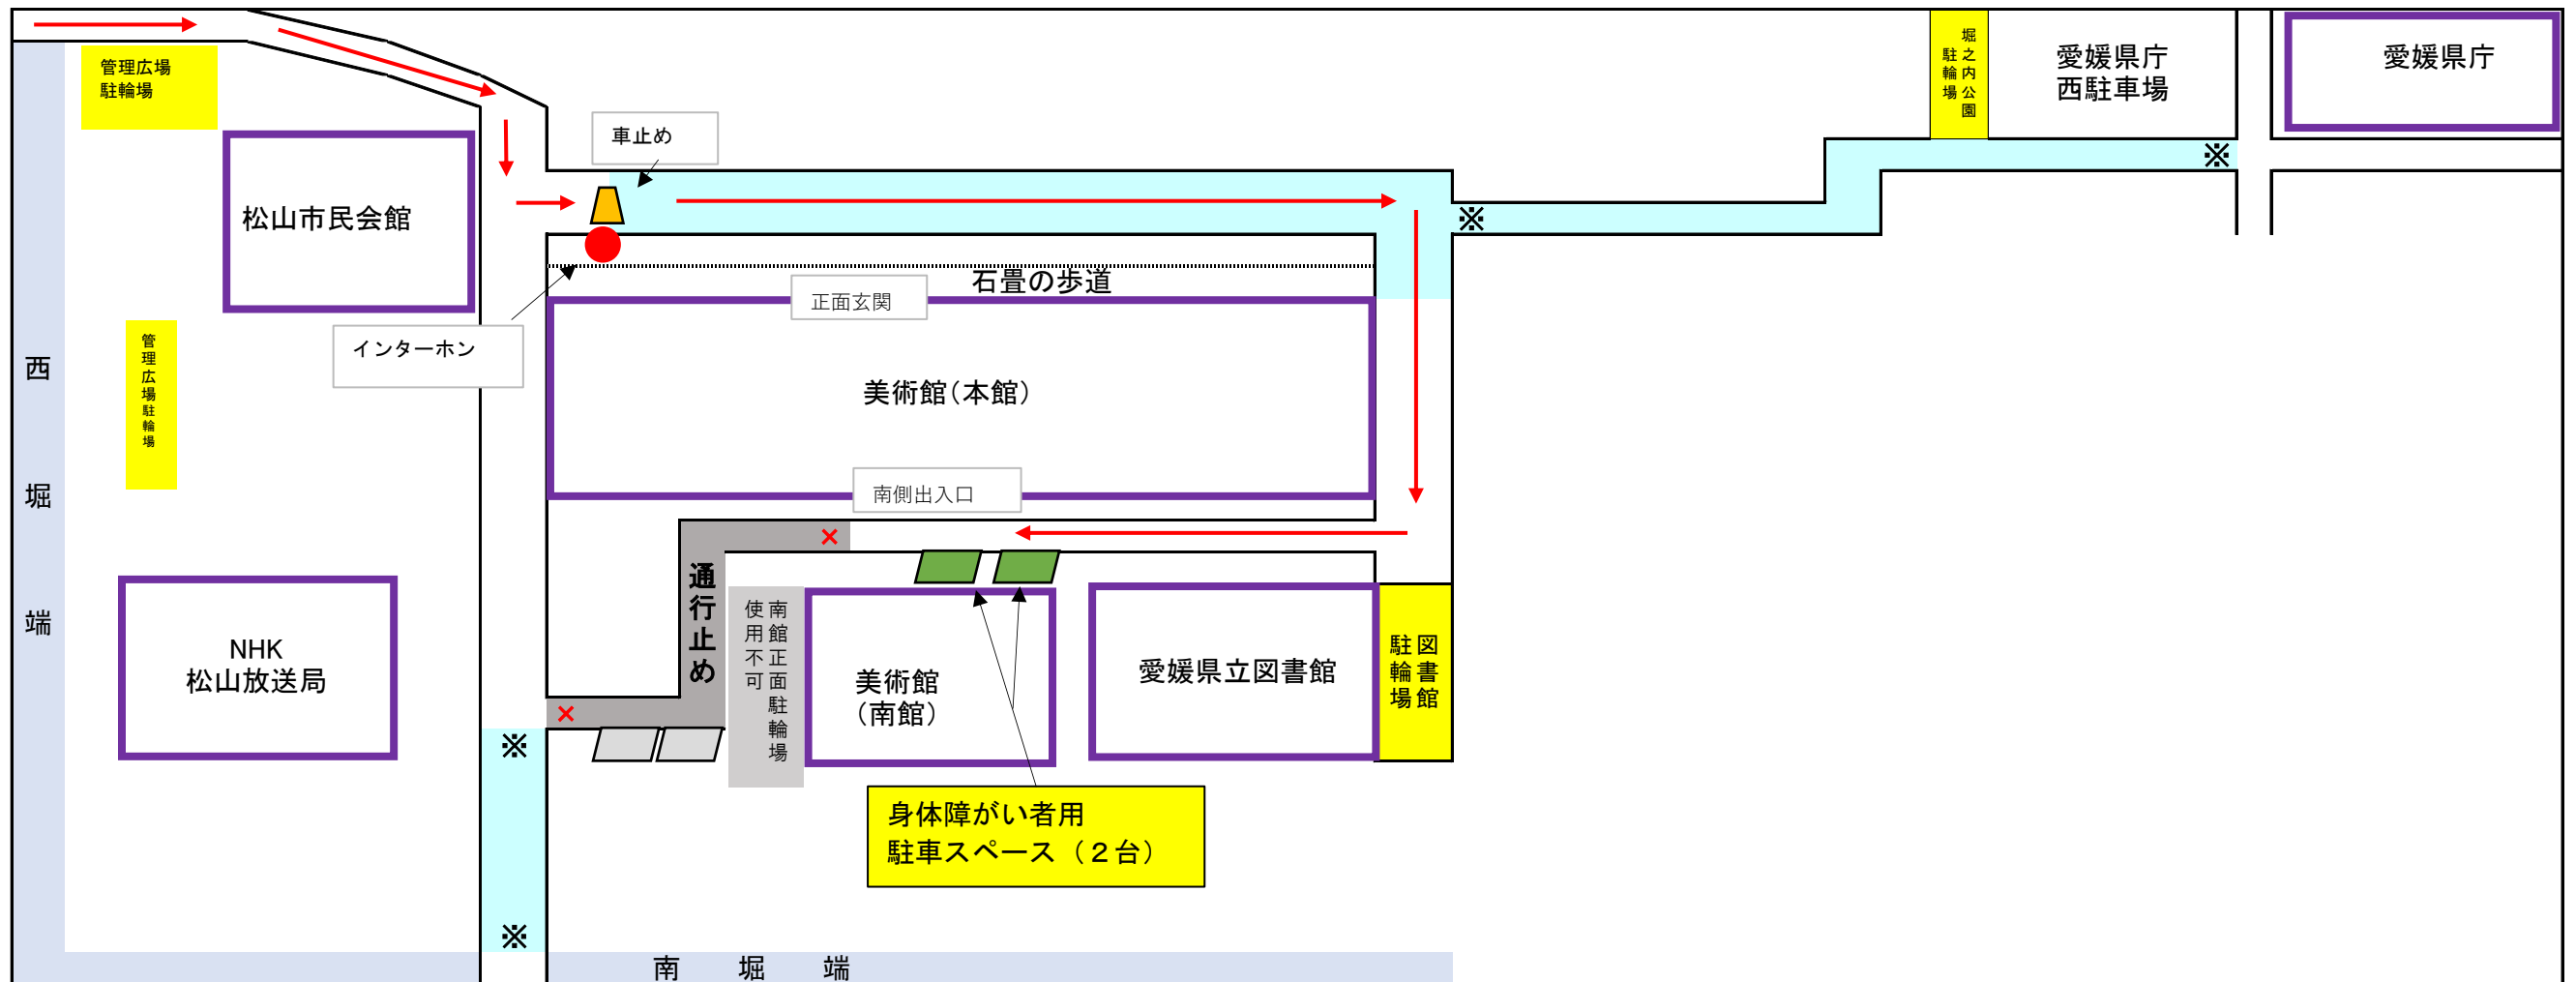 管理広場
駐輪場
堀之内公園
駐輪場
愛媛県庁
西駐車場
愛媛県庁
車止め
※
松山市民会館
※
石畳の歩道
正面玄関
インターホン
管理広場駐輪場
美術館(本館)
西堀端
南側出入口
×
通行止め
南館正面駐輪場
使用不可
NHK
松山放送局
美術館
(南館)
愛媛県立図書館
図書館
駐輪場
×
※
身体障がい者用
駐車スペース（２台）
※
南堀端